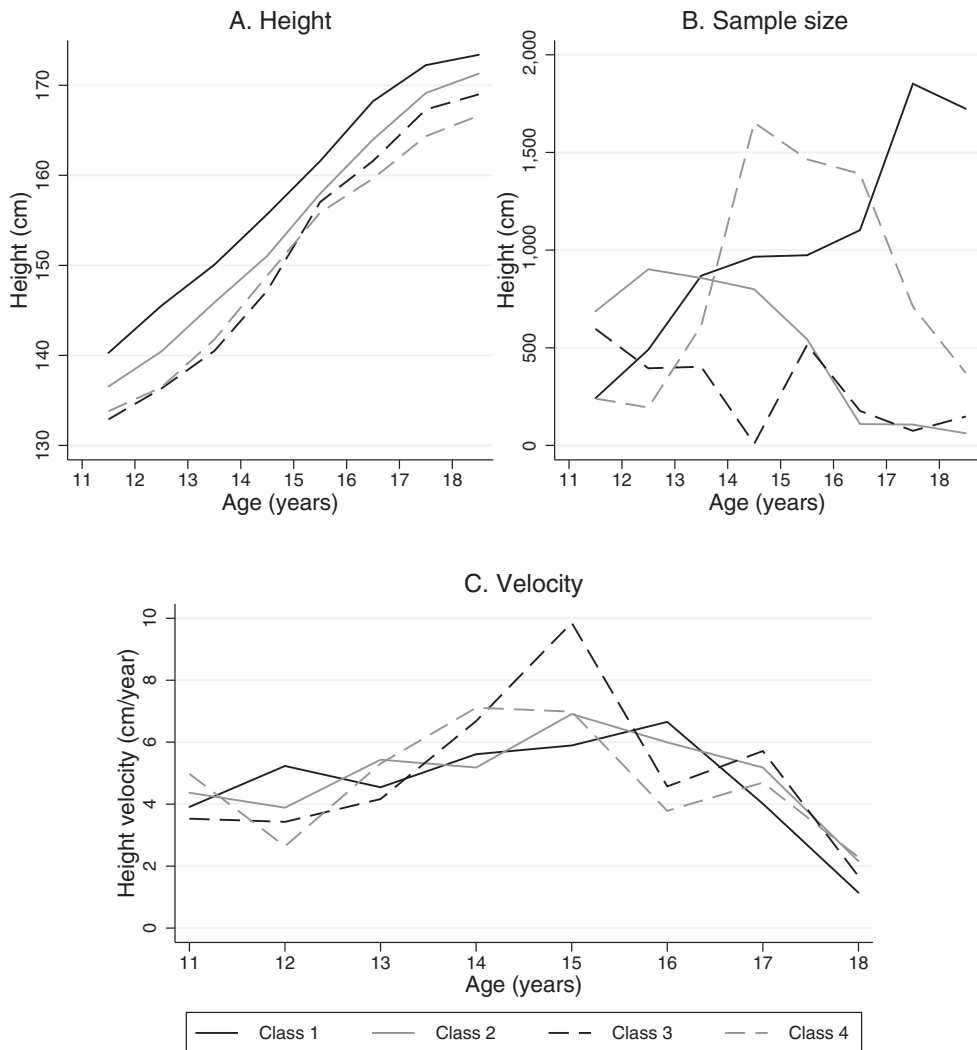 A. Height
Height (cm)
130 140 150 160 170
11 12 13 14 15 16 17 18
Age (years)
B. Sample size
Height (cm)
0 500 1,000 1,500 2,000
11 12 13 14 15 16 17 18
Age (years)
C. Velocity
Height velocity (cm/year)
0 2 4 6 8 10
11 12 13 14 15 16 17 18
Age (years)
Class 1 Class 2 Class 3 Class 4